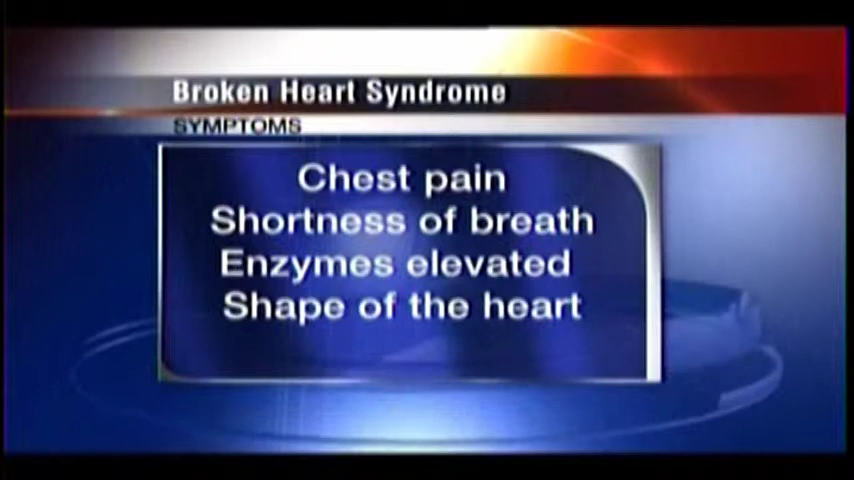 Broken Heart Syndrome
SYMPTOMS
Chest pain
Shortness of breath
Enzymes elevated
Shape of the heart